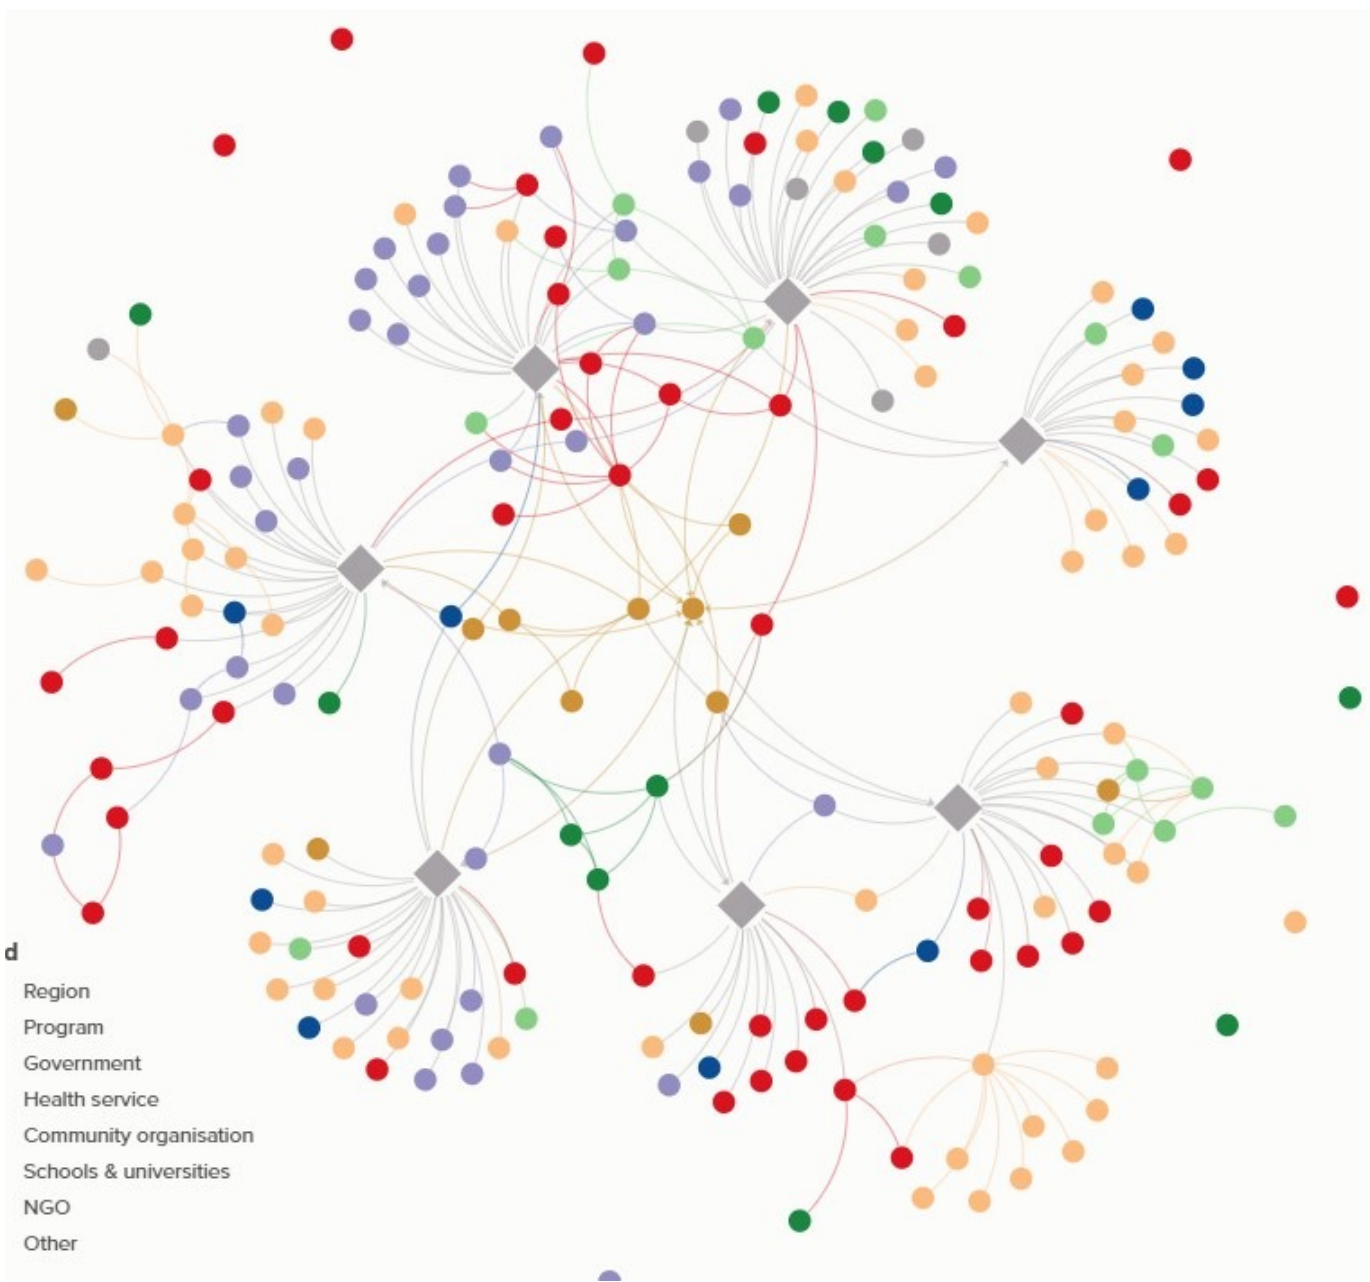 d
Region
Program
Government
Health service
Community organisation
Schools & universities
NGO
Other